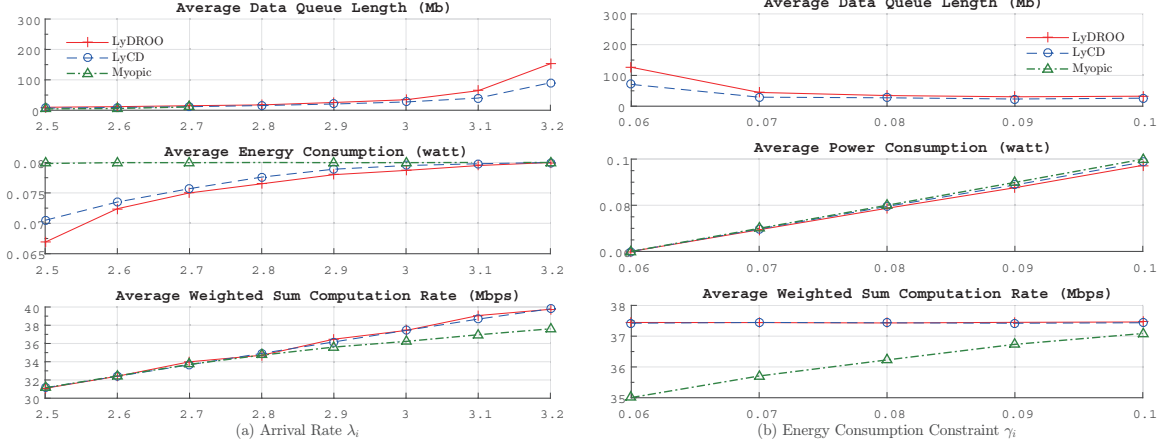 Average Data Queue Length (Mb)
300
200
100
0
LyDROO
LyCD
Myopic
2.5 2.6 2.7 2.8 2.9 3 3.1 3.2
Average Energy Consumption (watt)
0.08
0.075
0.07
0.065
2.5 2.6 2.7 2.8 2.9 3 3.1 3.2
Average Weighted Sum Computation Rate (Mbps)
40
38
36
34
32
30
2.5 2.6 2.7 2.8 2.9 3 3.1 3.2
(a) Arrival Rate λi
Average Data Queue Length (Mb)
300
200
100
0
LyDROO
LyCD
Myopic
0.06 0.07 0.08 0.09 0.1
Average Power Consumption (watt)
0.1
0.08
0.06
0.06 0.07 0.08 0.09 0.1
Average Weighted Sum Computation Rate (Mbps)
38
37
36
35
0.06 0.07 0.08 0.09 0.1
(b) Energy Consumption Constraint γi